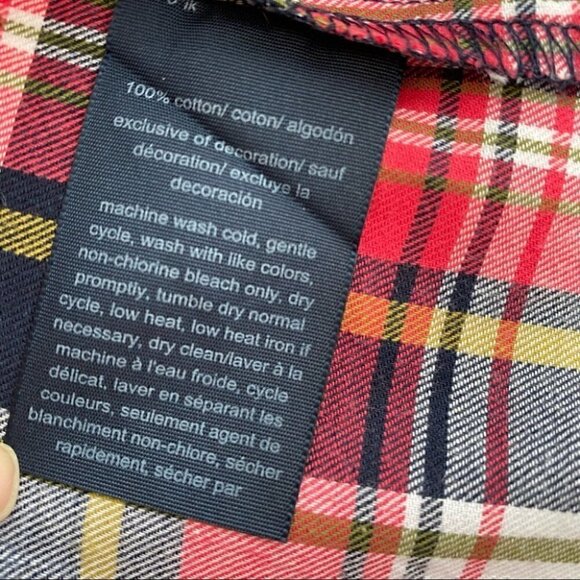 100% cotton/ coton/ algodón
exclusive of decoration/ sauf
décoration/ excluye la
decoración
machine wash cold, gentle
cycle, wash with like colors,
non-chlorine bleach only, dry
promptly, tumble dry normal
cycle, low heat, low heat iron if
necessary, dry clean/laver à la
machine à l'eau froide, cycle
délicat, laver en séparant les
couleurs, seulement agent de
blanchiment non-chlore, sécher
rapidement, sécher par